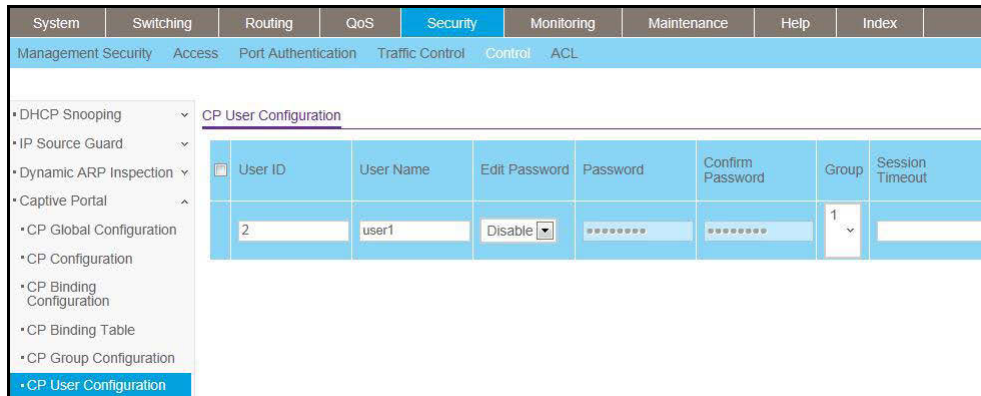 System Switching Routing QoS Security Monitoring Maintenance Help Index
Management Security Access Port Authentication Traffic Control Control ACL
DHCP Snooping
IP Source Guard
Dynamic ARP Inspection
Captive Portal
CP Global Configuration
CP Configuration
CP Binding
Configuration
CP Binding Table
CP Group Configuration
CP User Configuration
CP User Configuration
User ID User Name Edit Password Password Confirm Password Group Session Timeout
2 user1 Disable •••••••• •••••••• 1